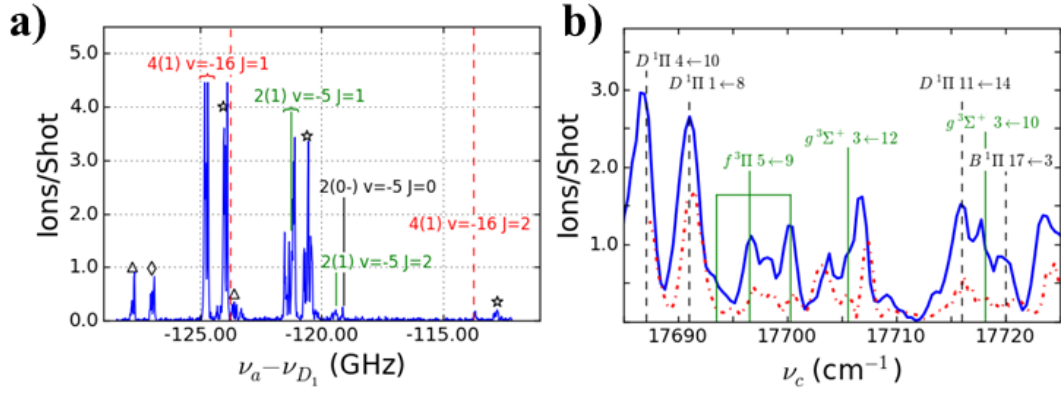 a)
5.0
4.0
3.0
2.0
1.0
0.0
Ions/Shot
4(1) v=-16 J=1
2(1) v=-5 J=1
2(0-) v=-5 J=0
4(1) v=-16 J=2
2(1) v=-5 J=2
-125.0 -120.0 -115.0
ν_a−ν_{D_1} (GHz)
b)
3.0
2.0
1.0
Ions/Shot
D ¹Π 4←10
D ¹Π 1←8
D ¹Π 11←14
g ³Σ⁺ 3←12
g ³Σ⁺ 3←10
f ³Π 5←9
B ¹Π 17←3
17690 17700 17710 17720
ν_c (cm⁻¹)